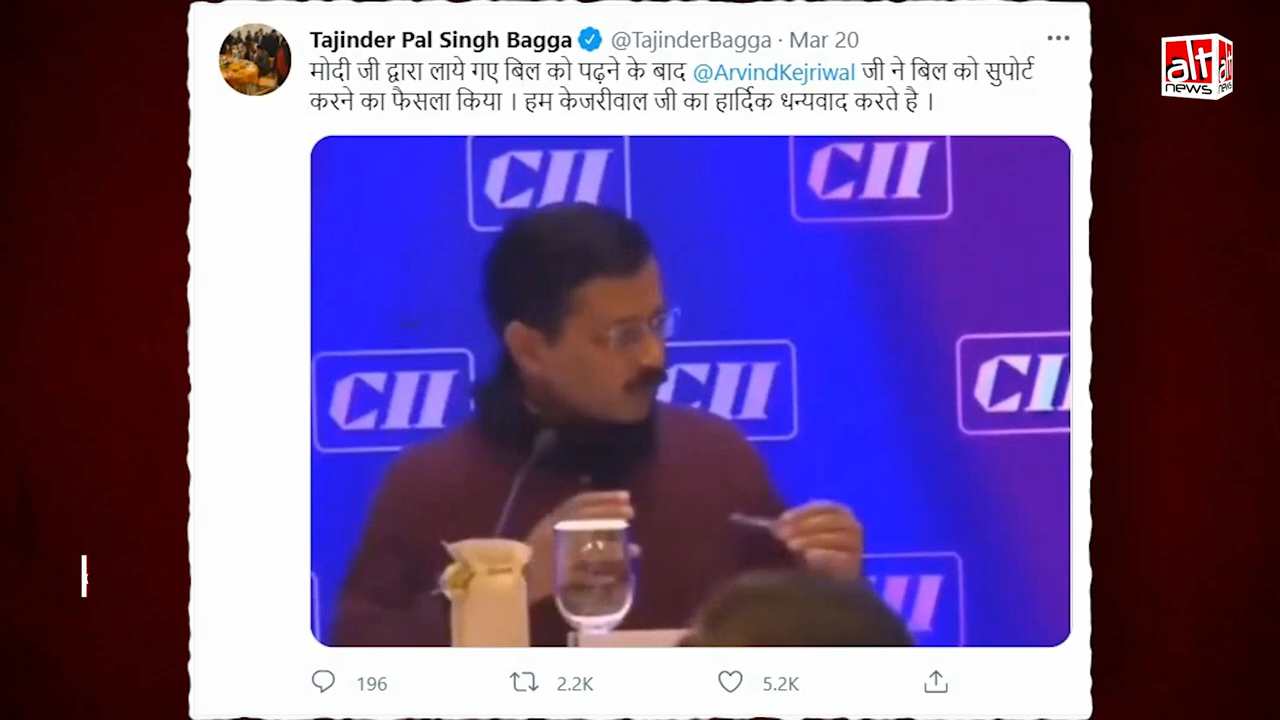 Tajinder Pal Singh Bagga @TajinderBagga · Mar 20
मोदी जी द्वारा लाये गए बिल को पढ़ने के बाद @ArvindKejriwal जी ने बिल को सुपोर्ट
करने का फैसला किया । हम केजरीवाल जी का हार्दिक धन्यवाद करते है ।
alt news
CII
CII
CII
CII
CII
CII
196
2.2K
5.2K